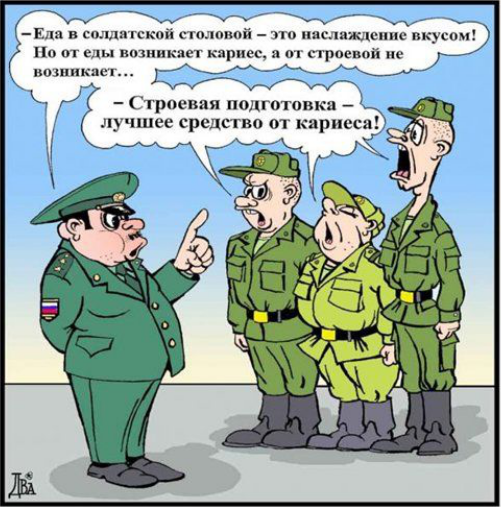 –Еда в солдатской столовой – это наслаждение вкусом!
Но от еды возникает кариес, а от строевой не
возникает...
– Строевая подготовка –
лучшее средство от кариеса!
ДВА